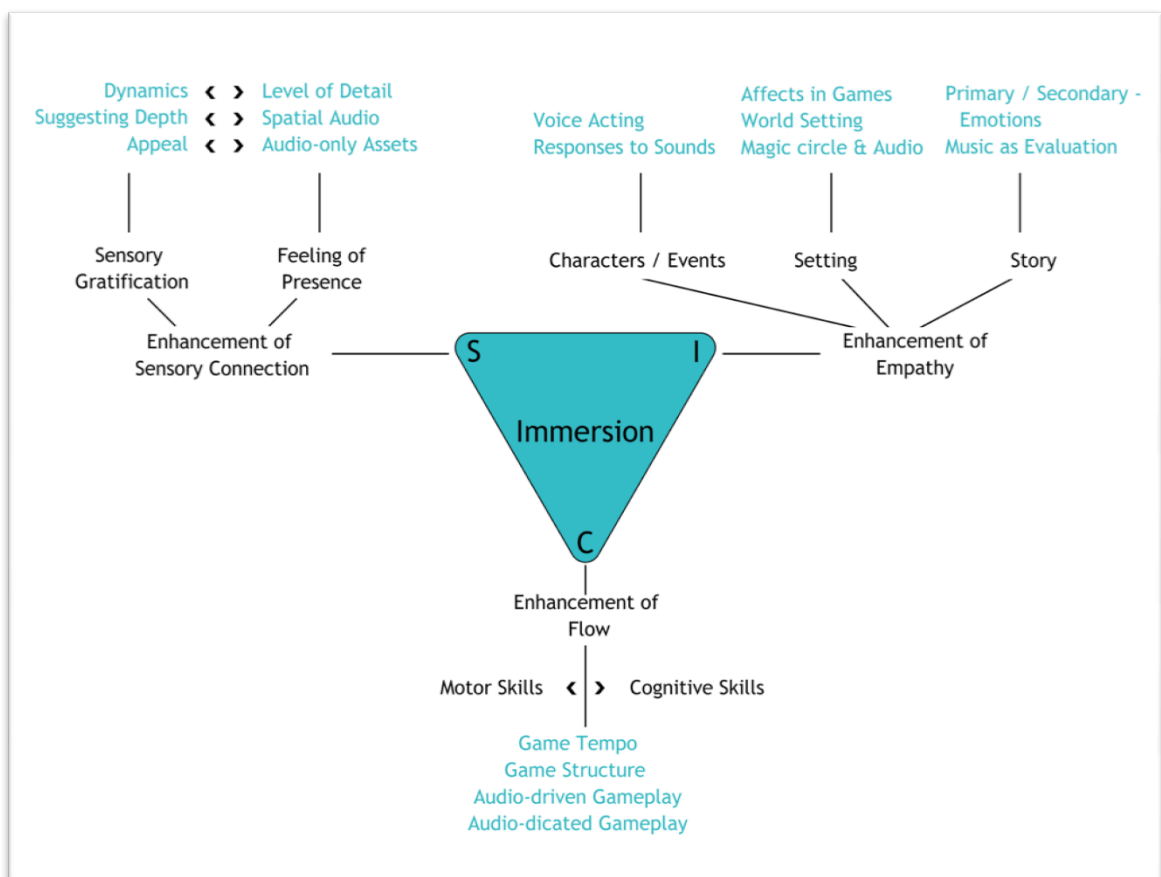 Dynamics ‹ › Level of Detail
Suggesting Depth ‹ › Spatial Audio
Appeal ‹ › Audio-only Assets
Sensory
Gratification
Feeling of
Presence
Enhancement of
Sensory Connection
Voice Acting
Responses to Sounds
Affects in Games
World Setting
Magic circle & Audio
Primary / Secondary -
Emotions
Music as Evaluation
Characters / Events
Setting
Story
Enhancement of
Empathy
S
I
Immersion
C
Enhancement of
Flow
Motor Skills ‹ › Cognitive Skills
Game Tempo
Game Structure
Audio-driven Gameplay
Audio-dicated Gameplay